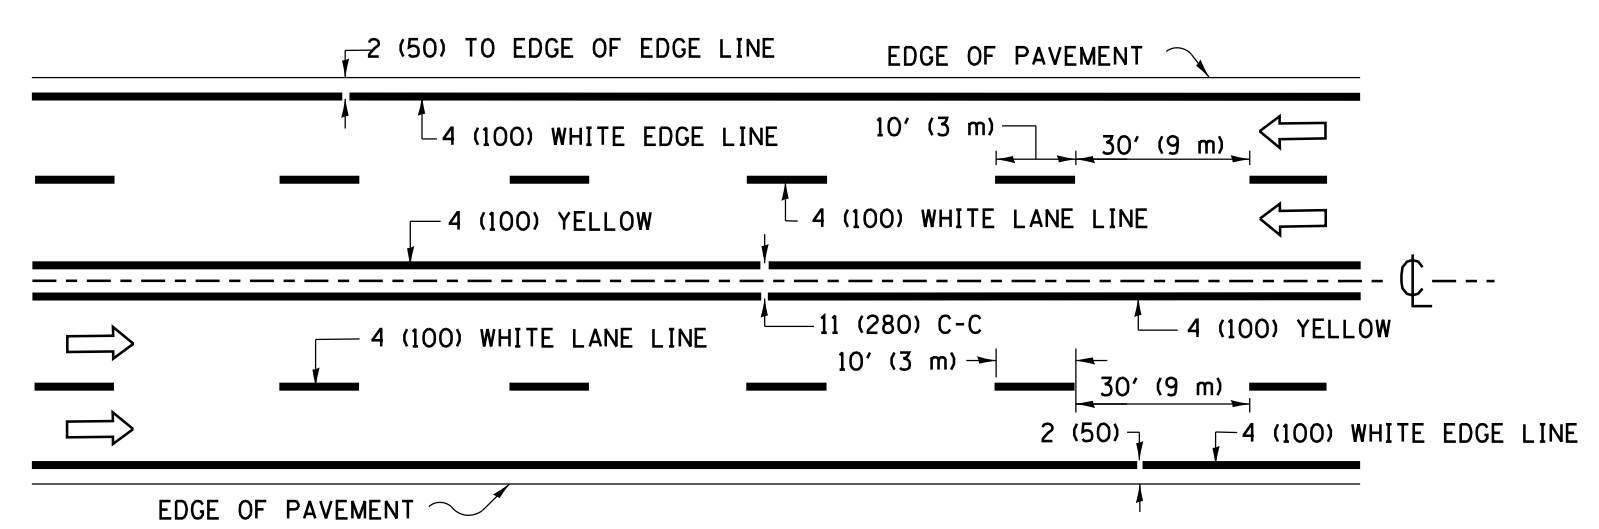 2 (50) TO EDGE OF EDGE LINE
EDGE OF PAVEMENT
4 (100) WHITE EDGE LINE
10' (3 m)
30' (9 m)
4 (100) YELLOW
4 (100) WHITE LANE LINE
CL
4 (100) WHITE LANE LINE
11 (280) C-C
4 (100) YELLOW
10' (3 m)
30' (9 m)
2 (50)
4 (100) WHITE EDGE LINE
EDGE OF PAVEMENT